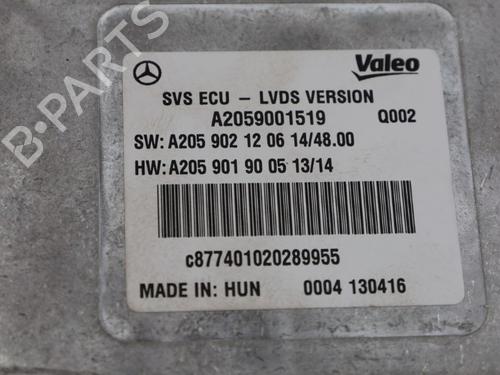 Valeo
SVS ECU – LVDS VERSION
A2059001519 Q002
SW: A205 902 12 06 14/48.00
HW: A205 901 90 05 13/14
c877401020289955
MADE IN: HUN 0004 130416
B-PARTS